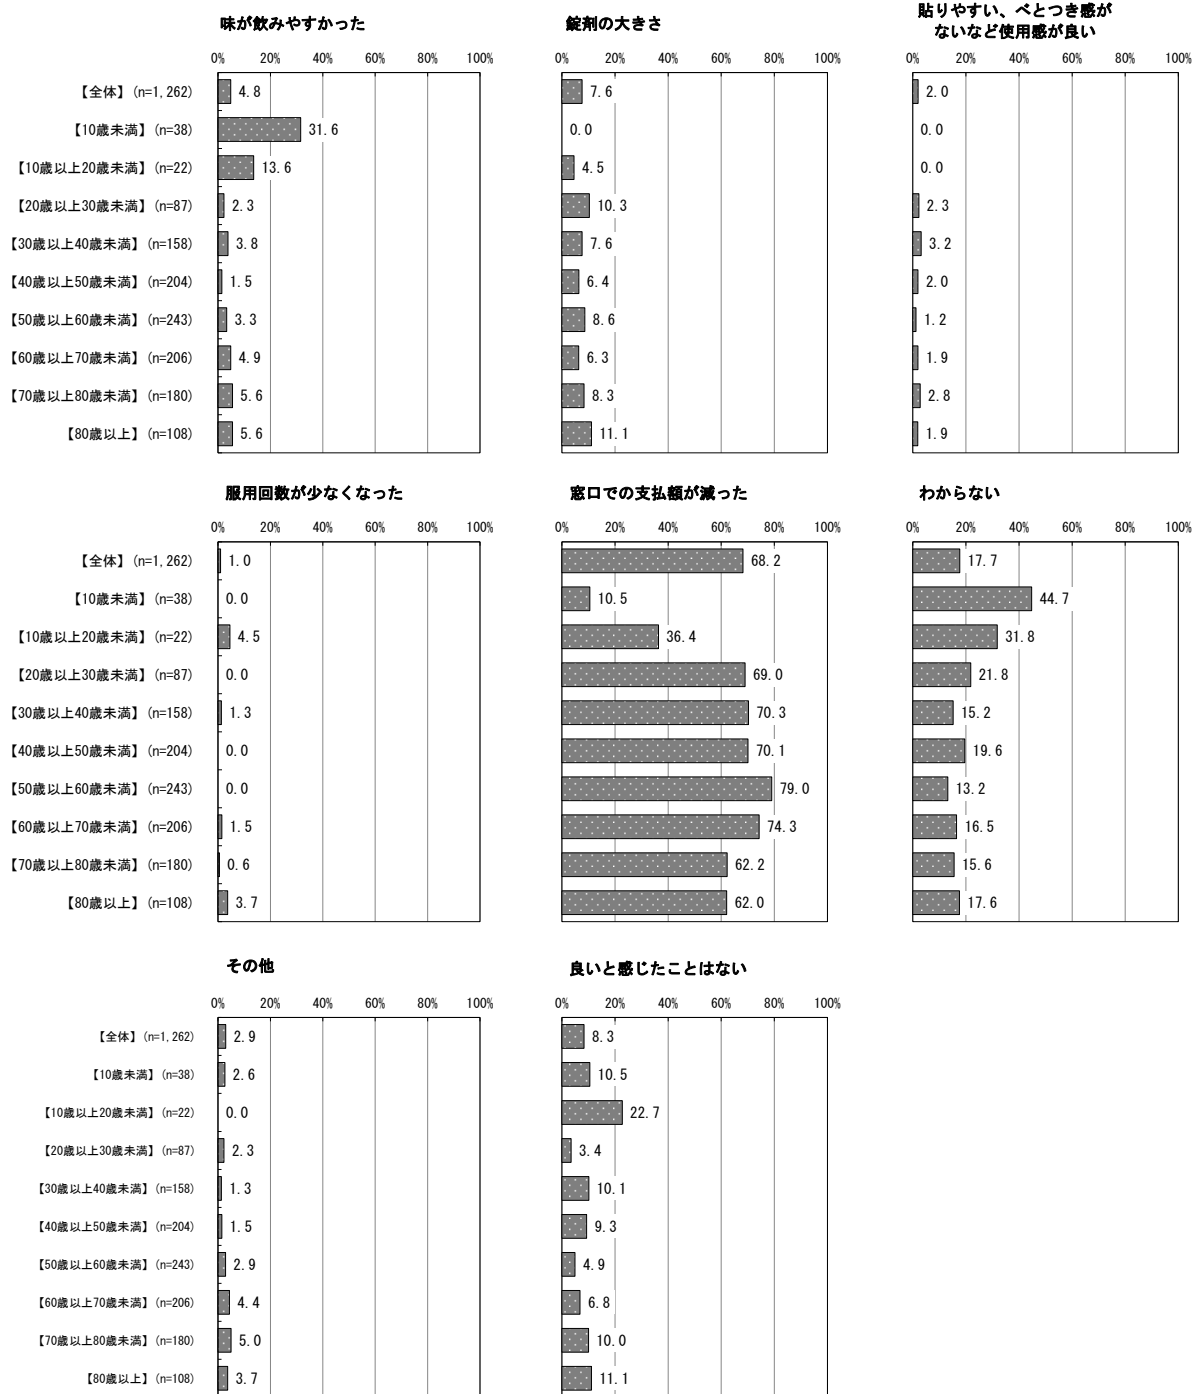 味が飲みやすかった
0% 20% 40% 60% 80% 100%
【全体】(n=1,262) 4.8
【10歳未満】(n=38) 31.6
【10歳以上20歳未満】(n=22) 13.6
【20歳以上30歳未満】(n=87) 2.3
【30歳以上40歳未満】(n=158) 3.8
【40歳以上50歳未満】(n=204) 1.5
【50歳以上60歳未満】(n=243) 3.3
【60歳以上70歳未満】(n=206) 4.9
【70歳以上80歳未満】(n=180) 5.6
【80歳以上】(n=108) 5.6
錠剤の大きさ
0% 20% 40% 60% 80% 100%
7.6
0.0
4.5
10.3
7.6
6.4
8.6
6.3
8.3
11.1
貼りやすい、べとつき感が
ないなど使用感が良い
0% 20% 40% 60% 80% 100%
2.0
0.0
0.0
2.3
3.2
2.0
1.2
1.9
2.8
1.9
服用回数が少なくなった
0% 20% 40% 60% 80% 100%
【全体】(n=1,262) 1.0
【10歳未満】(n=38) 0.0
【10歳以上20歳未満】(n=22) 4.5
【20歳以上30歳未満】(n=87) 0.0
【30歳以上40歳未満】(n=158) 1.3
【40歳以上50歳未満】(n=204) 0.0
【50歳以上60歳未満】(n=243) 0.0
【60歳以上70歳未満】(n=206) 1.5
【70歳以上80歳未満】(n=180) 0.6
【80歳以上】(n=108) 3.7
窓口での支払額が減った
0% 20% 40% 60% 80% 100%
68.2
10.5
36.4
69.0
70.3
70.1
79.0
74.3
62.2
62.0
わからない
0% 20% 40% 60% 80% 100%
17.7
44.7
31.8
21.8
15.2
19.6
13.2
16.5
15.6
17.6
その他
0% 20% 40% 60% 80% 100%
【全体】(n=1,262) 2.9
【10歳未満】(n=38) 2.6
【10歳以上20歳未満】(n=22) 0.0
【20歳以上30歳未満】(n=87) 2.3
【30歳以上40歳未満】(n=158) 1.3
【40歳以上50歳未満】(n=204) 1.5
【50歳以上60歳未満】(n=243) 2.9
【60歳以上70歳未満】(n=206) 4.4
【70歳以上80歳未満】(n=180) 5.0
【80歳以上】(n=108) 3.7
良いと感じたことはない
0% 20% 40% 60% 80% 100%
8.3
10.5
22.7
3.4
10.1
9.3
4.9
6.8
10.0
11.1